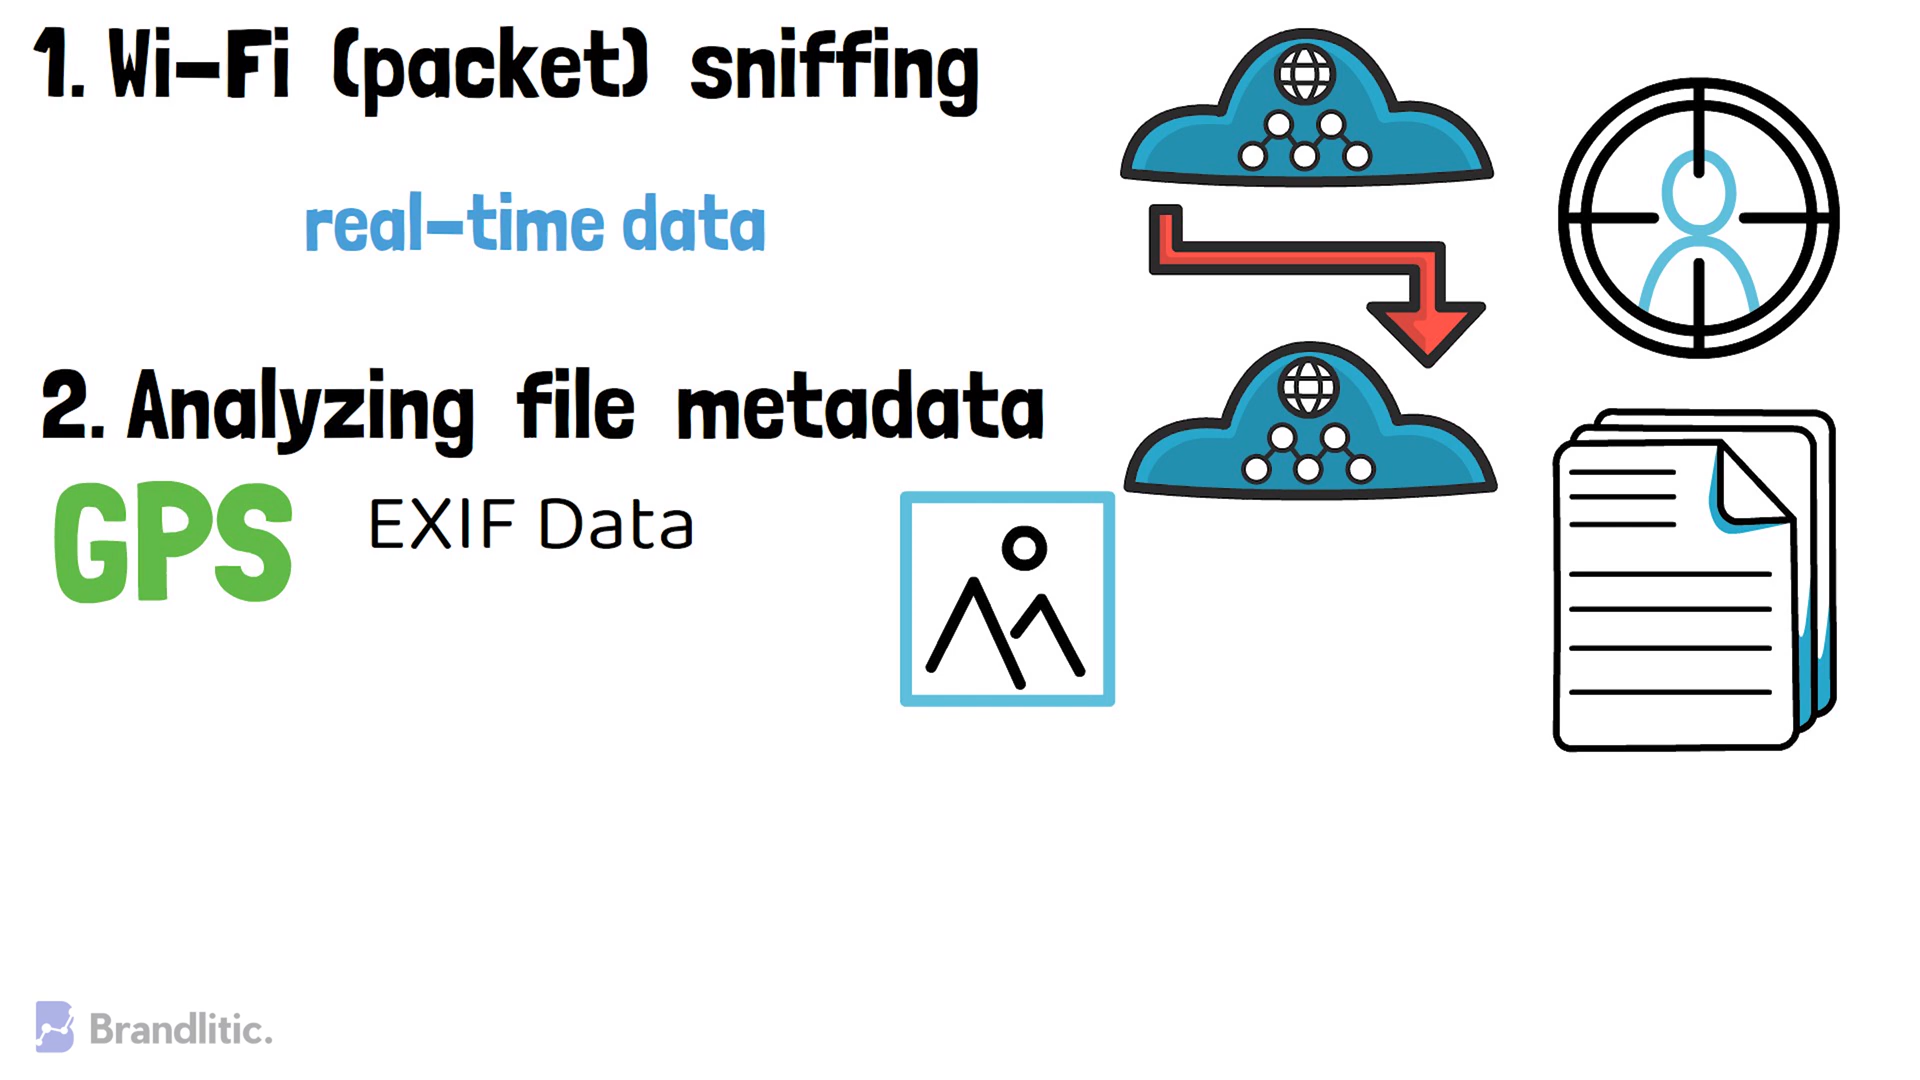 1. Wi-Fi (packet) sniffing
real-time data
2. Analyzing file metadata
GPS EXIF Data
Brandlitic.